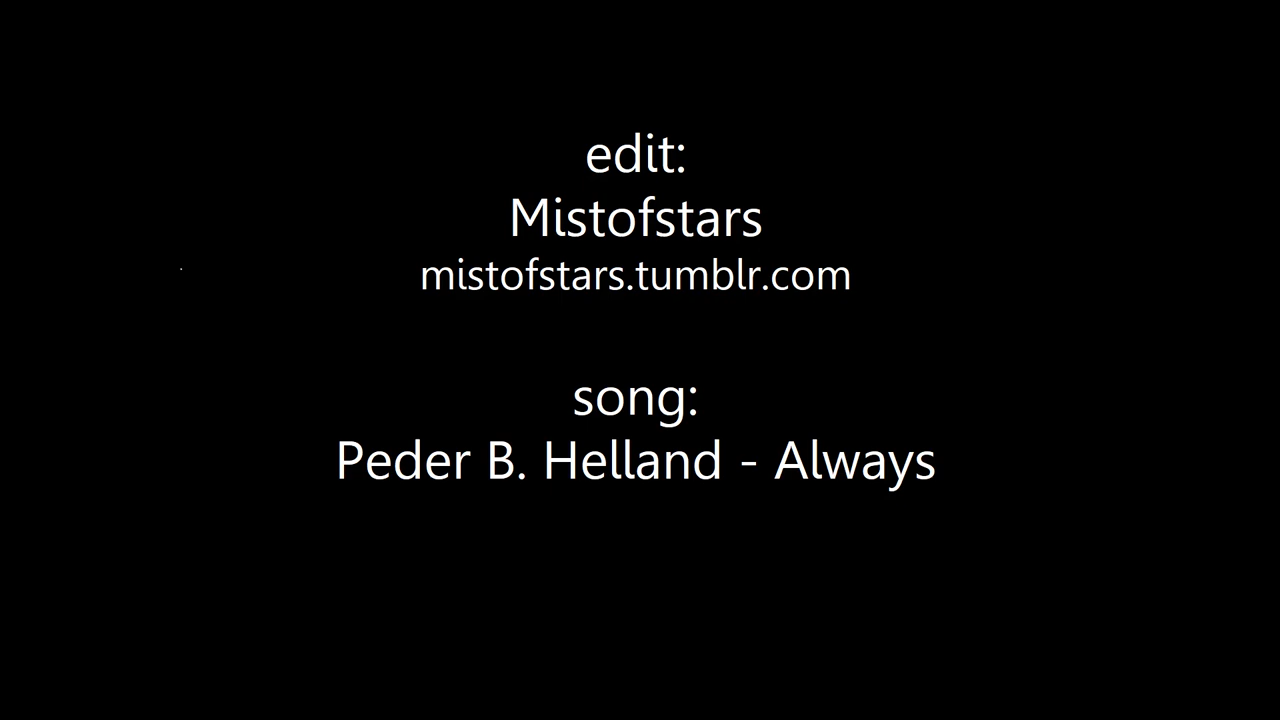 edit:
Mistofstars
mistofstars.tumblr.com
song:
Peder B. Helland - Always